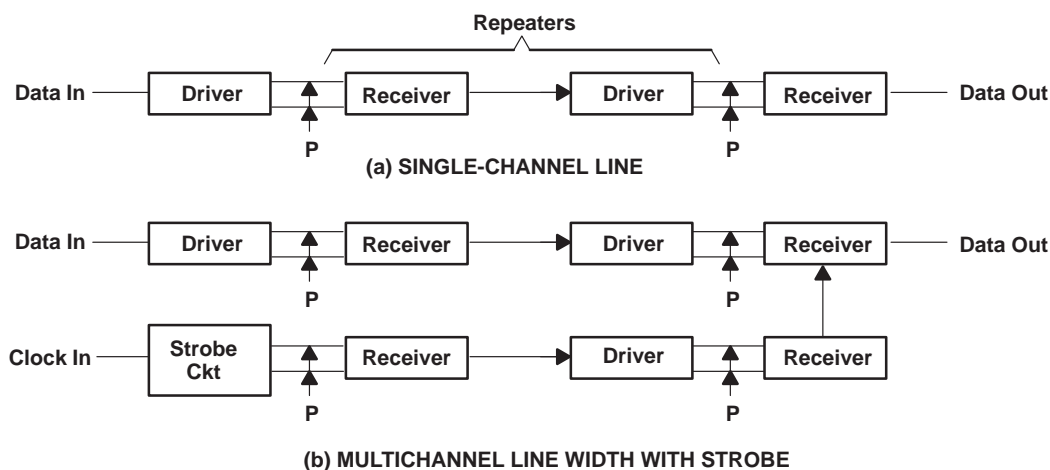 Repeaters
Data In Driver Receiver Driver Receiver Data Out
P P
(a) SINGLE-CHANNEL LINE
Data In Driver Receiver Driver Receiver Data Out
P P
Clock In Strobe Ckt Receiver Driver Receiver
P P
(b) MULTICHANNEL LINE WIDTH WITH STROBE